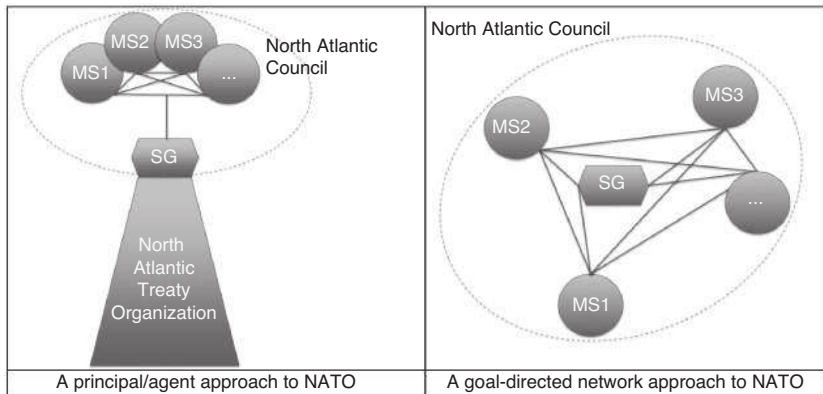 MS2 MS3
MS1
...
North Atlantic
Council
SG
North
Atlantic
Treaty
Organization
A principal/agent approach to NATO
North Atlantic Council
MS3
MS2
SG
...
MS1
A goal-directed network approach to NATO